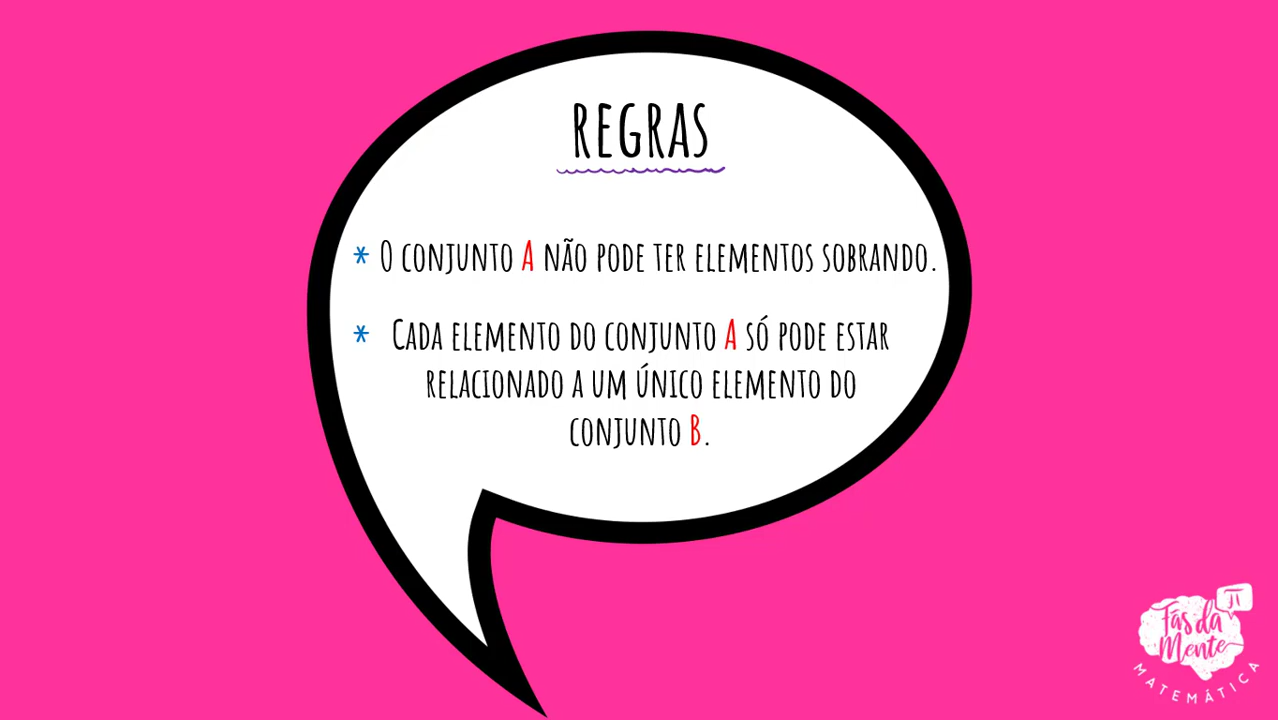 REGRAS
* O CONJUNTO A NÃO PODE TER ELEMENTOS SOBRANDO.
* CADA ELEMENTO DO CONJUNTO A SÓ PODE ESTAR
RELACIONADO A UM ÚNICO ELEMENTO DO
CONJUNTO B.
π
Fãs da
Mente
MATEMÁTICA